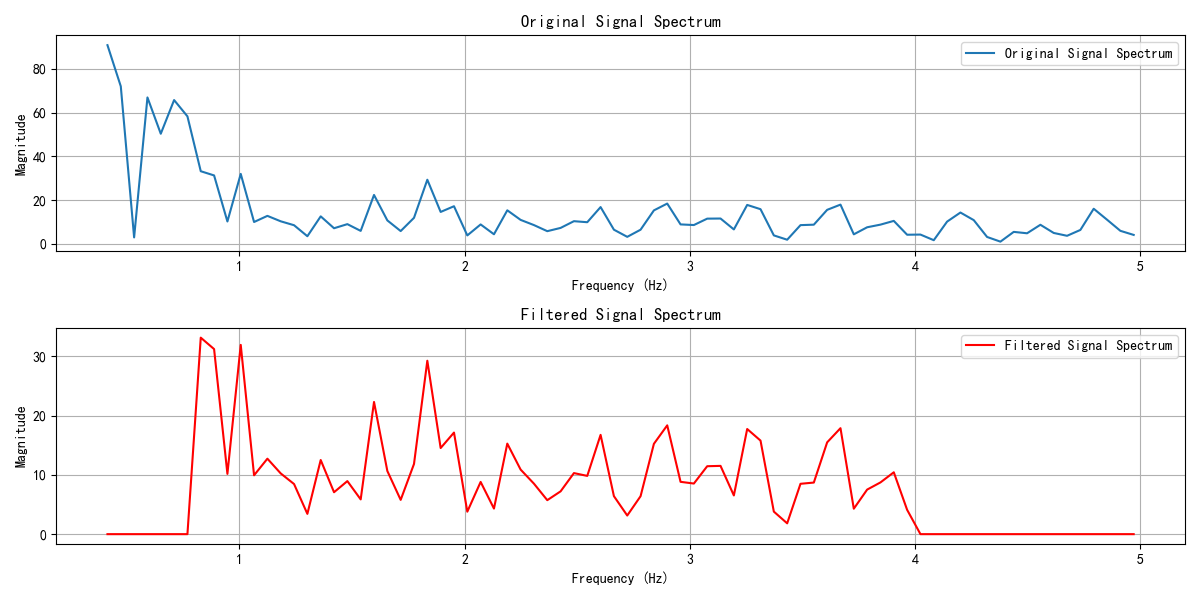 Original Signal Spectrum
Original Signal Spectrum
Magnitude
80
60
40
20
0
1 2 3 4 5
Frequency (Hz)
Filtered Signal Spectrum
Filtered Signal Spectrum
Magnitude
30
20
10
0
1 2 3 4 5
Frequency (Hz)